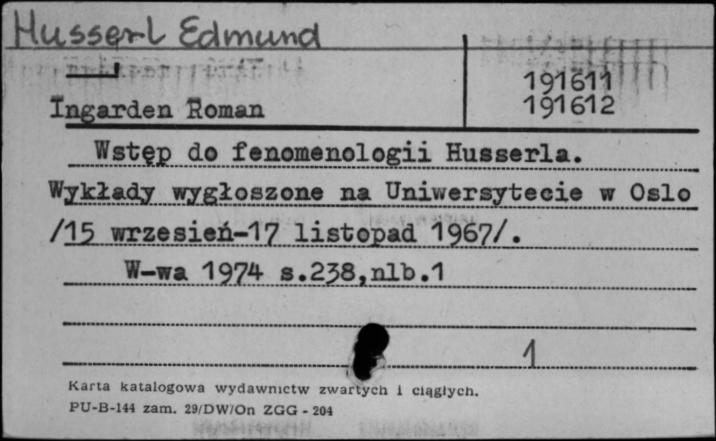 Husserl Edmund
191611
Ingarden Roman 191612
Wstęp do fenomenologii Husserla.
Wykłady wygłoszone na Uniwersytecie w Oslo
/15 wrzesień-17 listopad 1967/.
W-wa 1974 s.238,nlb.1
1
Karta katalogowa wydawnictw zwartych i ciągłych.
PU-B-144 zam. 29/DW/On ZGG - 204